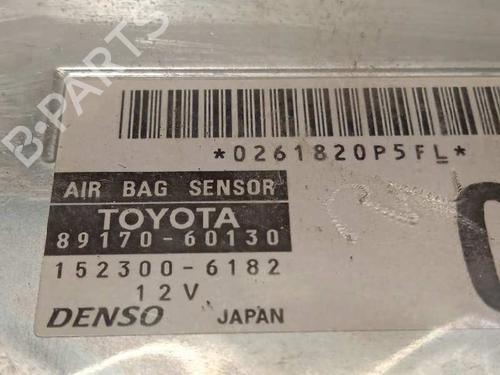 B-PARTS
*0261820P5FL*
AIR BAG SENSOR
TOYOTA
89170-60130
152300-6182
12V
DENSO JAPAN